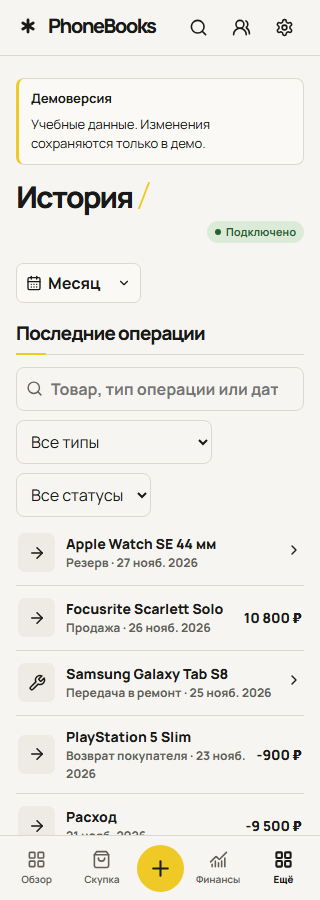 PhoneBooks
Демоверсия
Учебные данные. Изменения
сохраняются только в демо.
История /
Подключено
Месяц
Последние операции
Товар, тип операции или дат
Все типы
Все статусы
Apple Watch SE 44 мм
Резерв · 27 нояб. 2026
Focusrite Scarlett Solo
10 800 ₽
Продажа · 26 нояб. 2026
Samsung Galaxy Tab S8
Передача в ремонт · 25 нояб. 2026
PlayStation 5 Slim
Возврат покупателя · 23 нояб.
2026
-900 ₽
Расход
-9 500 ₽
21 нояб. 2026
Обзор
Скупка
Финансы
Ещё